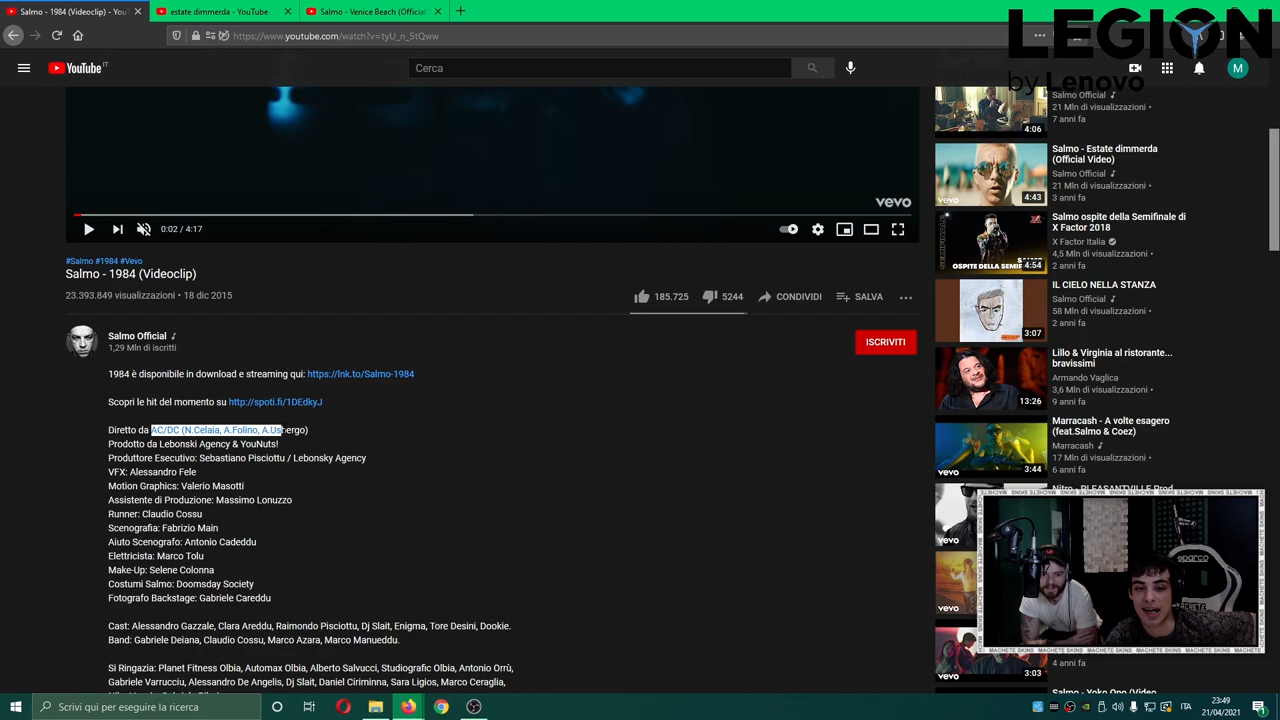 Salmo - 1984 (Videoclip) - You
estate dimmerda - YouTube
Salmo - Venice Beach (Official
LEGION
by Lenovo
YouTube
IT
Cerca
M
vevo
0:02 / 4:17
#Salmo #1984 #Vevo
Salmo - 1984 (Videoclip)
23.393.849 visualizzazioni • 18 dic 2015
185.725
5244
CONDIVIDI
SALVA
Salmo Official
1,29 Mln di iscritti
ISCRIVITI
1984 è disponibile in download e streaming qui: https://lnk.to/Salmo-1984
Scopri le hit del momento su http://spoti.fi/1DEdkyJ
Diretto da AC/DC (N.Celaia, A.Folino, A.Usbergo)
Prodotto da Lebonski Agency & YouNuts!
Produttore Esecutivo: Sebastiano Pisciottu / Lebonsky Agency
VFX: Alessandro Fele
Motion Graphics: Valerio Masotti
Assistente di Produzione: Massimo Lonuzzo
Runner: Claudio Cossu
Scenografia: Fabrizio Main
Aiuto Scenografo: Antonio Cadeddu
Elettricista: Marco Tolu
Make-Up: Selene Colonna
Costumi Salmo: Doomsday Society
Fotografo Backstage: Gabriele Careddu
Cast: Alessandro Gazzale, Clara Arcadu, Raimondo Pisciottu, Dj Slait, Enigma, Tore Desini, Dookie.
Band: Gabriele Deiana, Claudio Cossu, Mattia Azara, Marco Manueddu.
Si Ringazia: Planet Fitness Olbia, Automax Olbia, Alberto Salvucci, Studionoum Olbia, Antonio,
Gabriele Varrucciu, Alessandro De Angelis,
Sara Ligios, Marco Ceraglia,
Salmo Official
21 Mln di visualizzazioni •
7 anni fa
4:06
Salmo - Estate dimmerda
(Official Video)
Salmo Official
21 Mln di visualizzazioni •
3 anni fa
vevo
4:43
Salmo ospite della Semifinale di
X Factor 2018
X Factor Italia
4,5 Mln di visualizzazioni •
2 anni fa
4:54
IL CIELO NELLA STANZA
Salmo Official
58 Mln di visualizzazioni •
2 anni fa
3:07
Lillo & Virginia al ristorante...
bravissimi
Armando Vaglica
3,6 Mln di visualizzazioni •
9 anni fa
13:26
Marracash - A volte esagero
(feat.Salmo & Coez)
Marracash
17 Mln di visualizzazioni •
6 anni fa
vevo
3:44
vevo
vevo
vevo
3:03
4 anni fa
MACHETE SKINS
sparco
MACHETE
Scrivi qui per eseguire la ricerca
ITA
23:49
21/04/2021